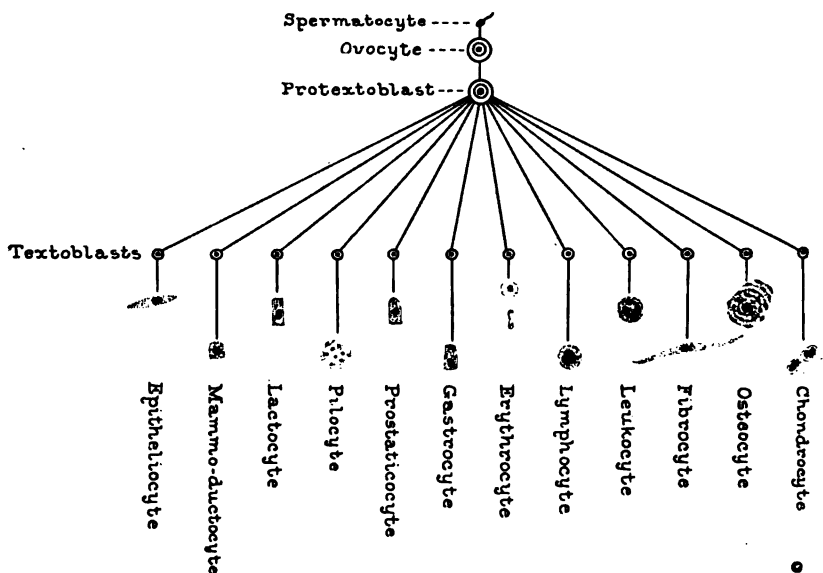 Spermatocyte
Ovocyte
Protextoblast
Textoblasts
Epitheliocyte
Mammo-ductocyte
Lactocyte
Pilocyte
Prostaticocyte
Gastrocyte
Erythrocyte
Lymphocyte
Leukocyte
Fibrocyte
Osteocyte
Chondrocyte